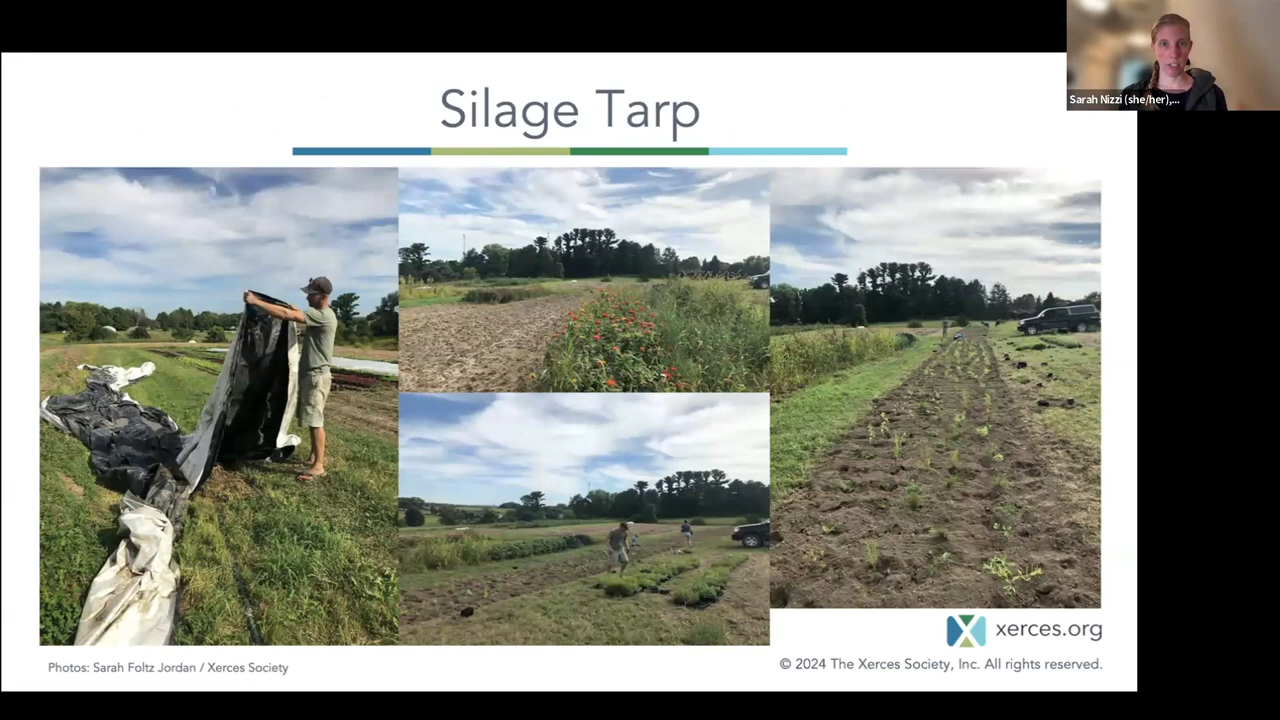 Sarah Nizzi (she/her),...
Silage Tarp
xerces.org
Photos: Sarah Foltz Jordan / Xerces Society
© 2024 The Xerces Society, Inc. All rights reserved.